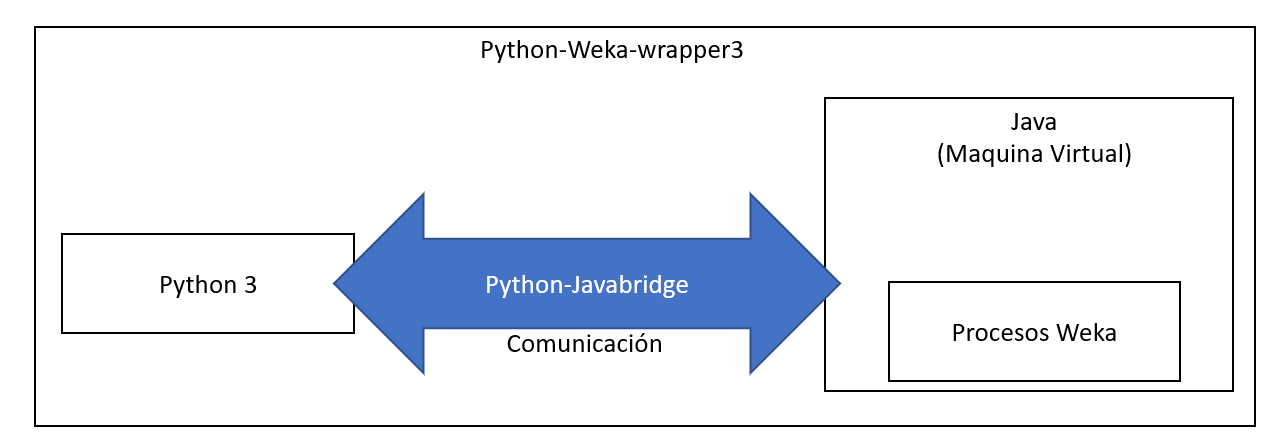 Python-Weka-wrapper3
Java
(Maquina Virtual)
Python 3
Python-Javabridge
Comunicación
Procesos Weka